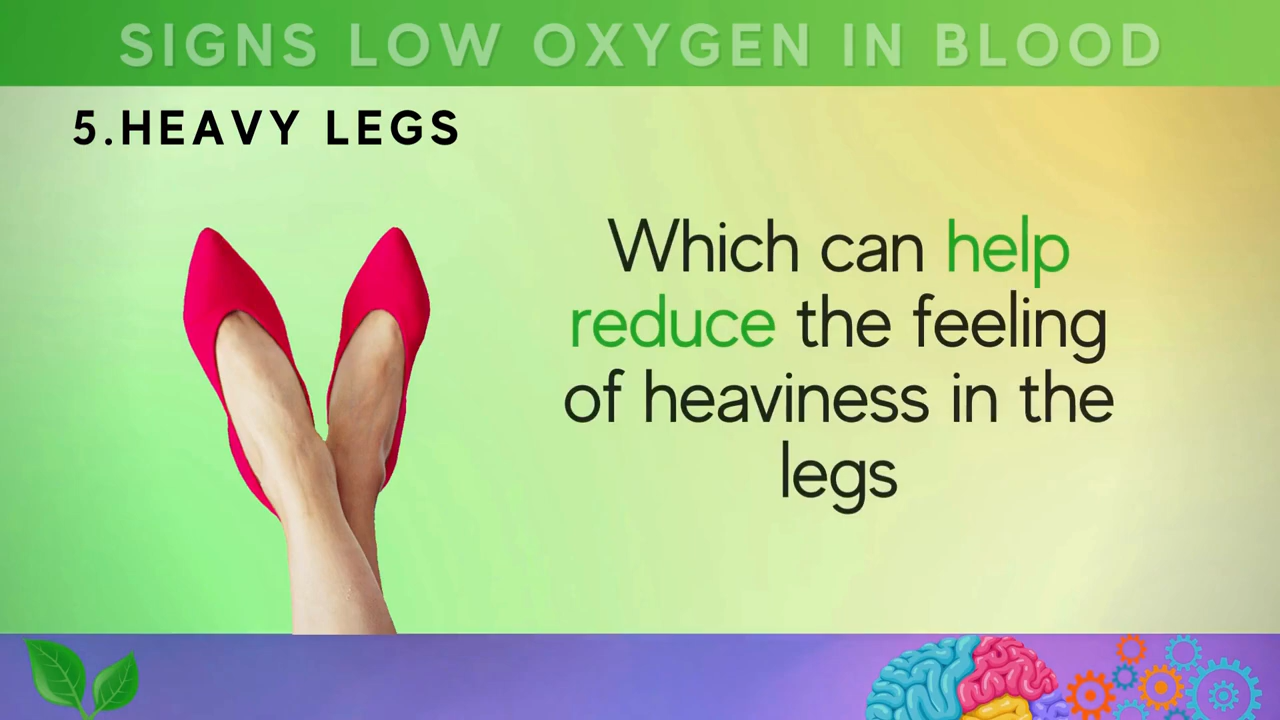 SIGNS LOW OXYGEN IN BLOOD
5.HEAVY LEGS
Which can help
reduce the feeling
of heaviness in the
legs